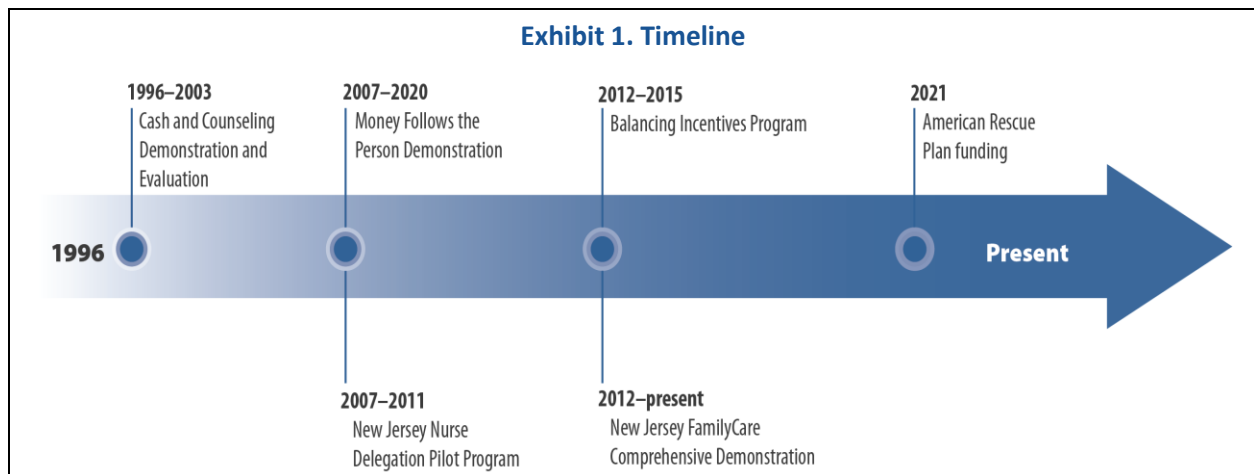 Exhibit 1. Timeline
1996–2003
Cash and Counseling
Demonstration and
Evaluation
2007–2020
Money Follows the
Person Demonstration
2012–2015
Balancing Incentives Program
2021
American Rescue
Plan funding
1996
Present
2007–2011
New Jersey Nurse
Delegation Pilot Program
2012–present
New Jersey FamilyCare
Comprehensive Demonstration